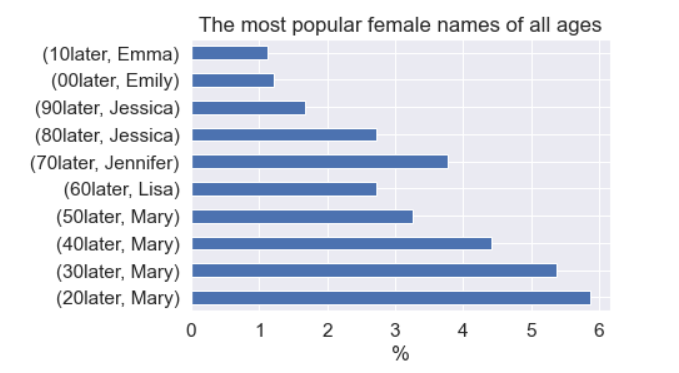 The most popular female names of all ages
(10later, Emma)
(00later, Emily)
(90later, Jessica)
(80later, Jessica)
(70later, Jennifer)
(60later, Lisa)
(50later, Mary)
(40later, Mary)
(30later, Mary)
(20later, Mary)
0 1 2 3 4 5 6
%